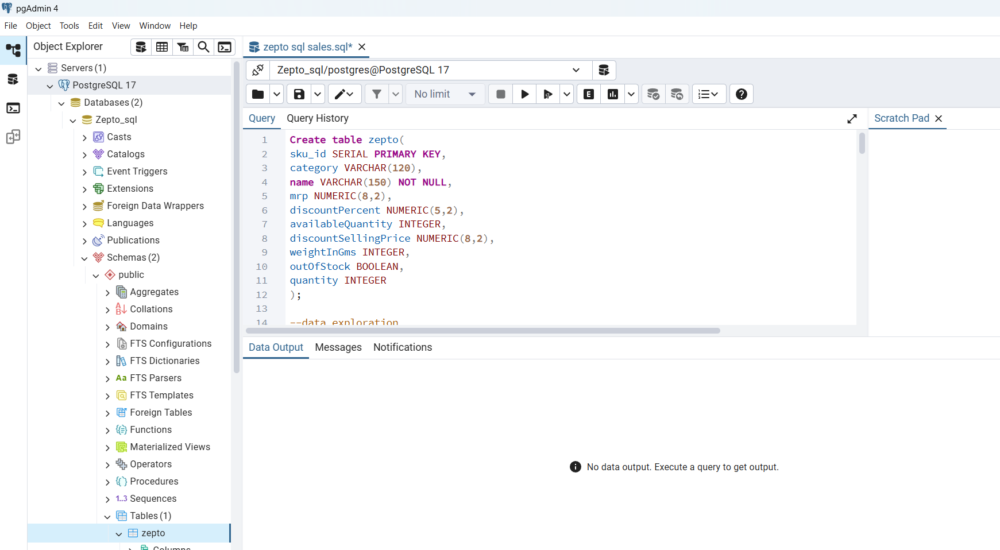 pgAdmin 4
File Object Tools Edit View Window Help
Object Explorer
zepto sql sales.sql*
Servers (1)
PostgreSQL 17
Databases (2)
Zepto_sql
Casts
Catalogs
Event Triggers
Extensions
Foreign Data Wrappers
Languages
Publications
Schemas (2)
public
Aggregates
Collations
Domains
FTS Configurations
FTS Dictionaries
Aa FTS Parsers
FTS Templates
Foreign Tables
Functions
Materialized Views
Operators
Procedures
1..3 Sequences
Tables (1)
zepto
Columns
Zepto_sql/postgres@PostgreSQL 17
No limit
E
Query Query History
Scratch Pad
1 Create table zepto(
2 sku_id SERIAL PRIMARY KEY,
3 category VARCHAR(120),
4 name VARCHAR(150) NOT NULL,
5 mrp NUMERIC(8,2),
6 discountPercent NUMERIC(5,2),
7 availableQuantity INTEGER,
8 discountSellingPrice NUMERIC(8,2),
9 weightInGms INTEGER,
10 outOfStock BOOLEAN,
11 quantity INTEGER
12 );
13
14 --data exploration
Data Output Messages Notifications
No data output. Execute a query to get output.